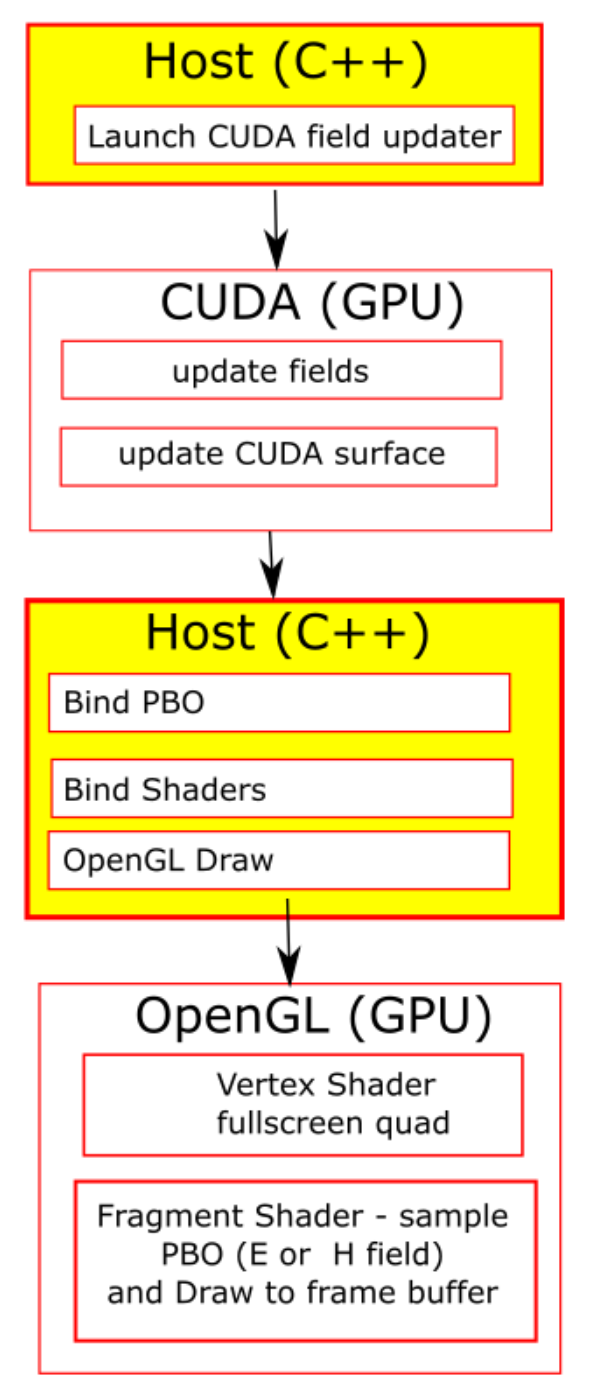 Host (C++)
Launch CUDA field updater
CUDA (GPU)
update fields
update CUDA surface
Host (C++)
Bind PBO
Bind Shaders
OpenGL Draw
OpenGL (GPU)
Vertex Shader
fullscreen quad
Fragment Shader - sample
PBO (E or  H field)
and Draw to frame buffer